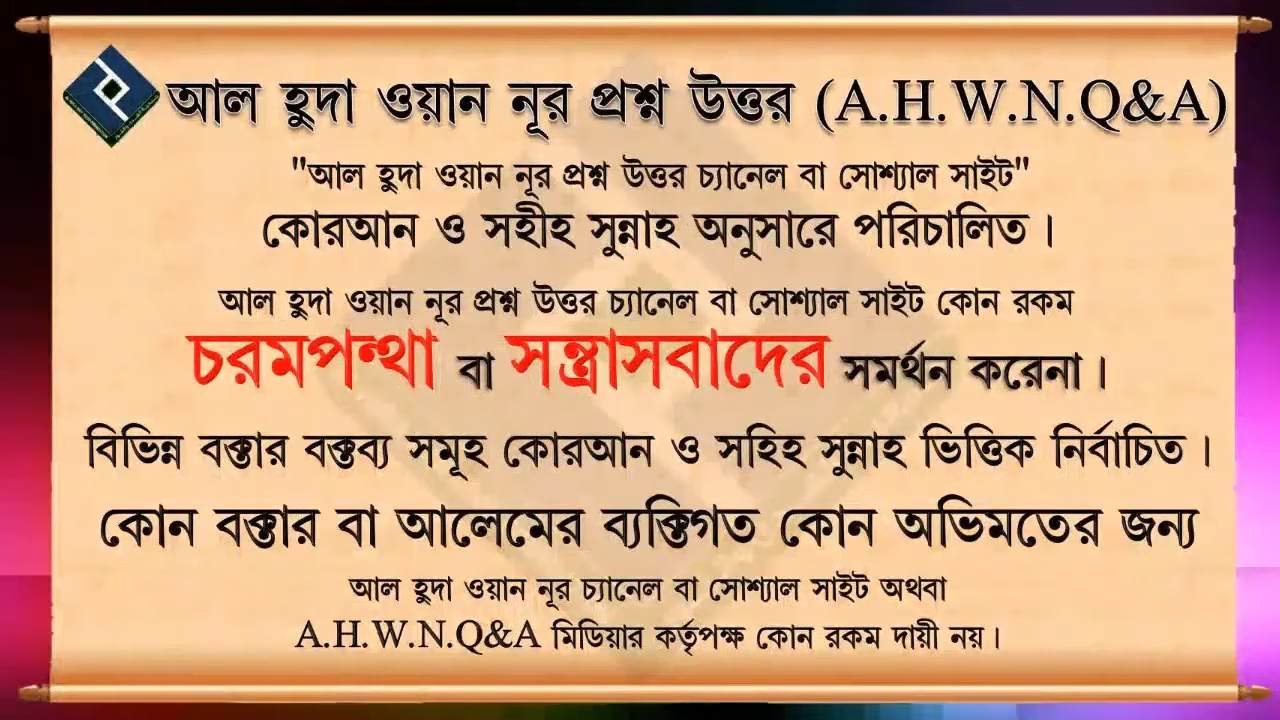 আল হুদা ওয়ান নূর প্রশ্ন উত্তর (A.H.W.N.Q&A)
"আল হুদা ওয়ান নূর প্রশ্ন উত্তর চ্যানেল বা সোশ্যাল সাইট"
কোরআন ও সহীহ সুন্নাহ অনুসারে পরিচালিত।
আল হুদা ওয়ান নূর প্রশ্ন উত্তর চ্যানেল বা সোশ্যাল সাইট কোন রকম
চরমপন্থা বা সন্ত্রাসবাদের সমর্থন করেনা।
বিভিন্ন বক্তার বক্তব্য সমূহ কোরআন ও সহিহ সুন্নাহ ভিত্তিক নির্বাচিত।
কোন বক্তার বা আলেমের ব্যক্তিগত কোন অভিমতের জন্য
আল হুদা ওয়ান নূর চ্যানেল বা সোশ্যাল সাইট অথবা
A.H.W.N.Q&A মিডিয়ার কর্তৃপক্ষ কোন রকম দায়ী নয়।